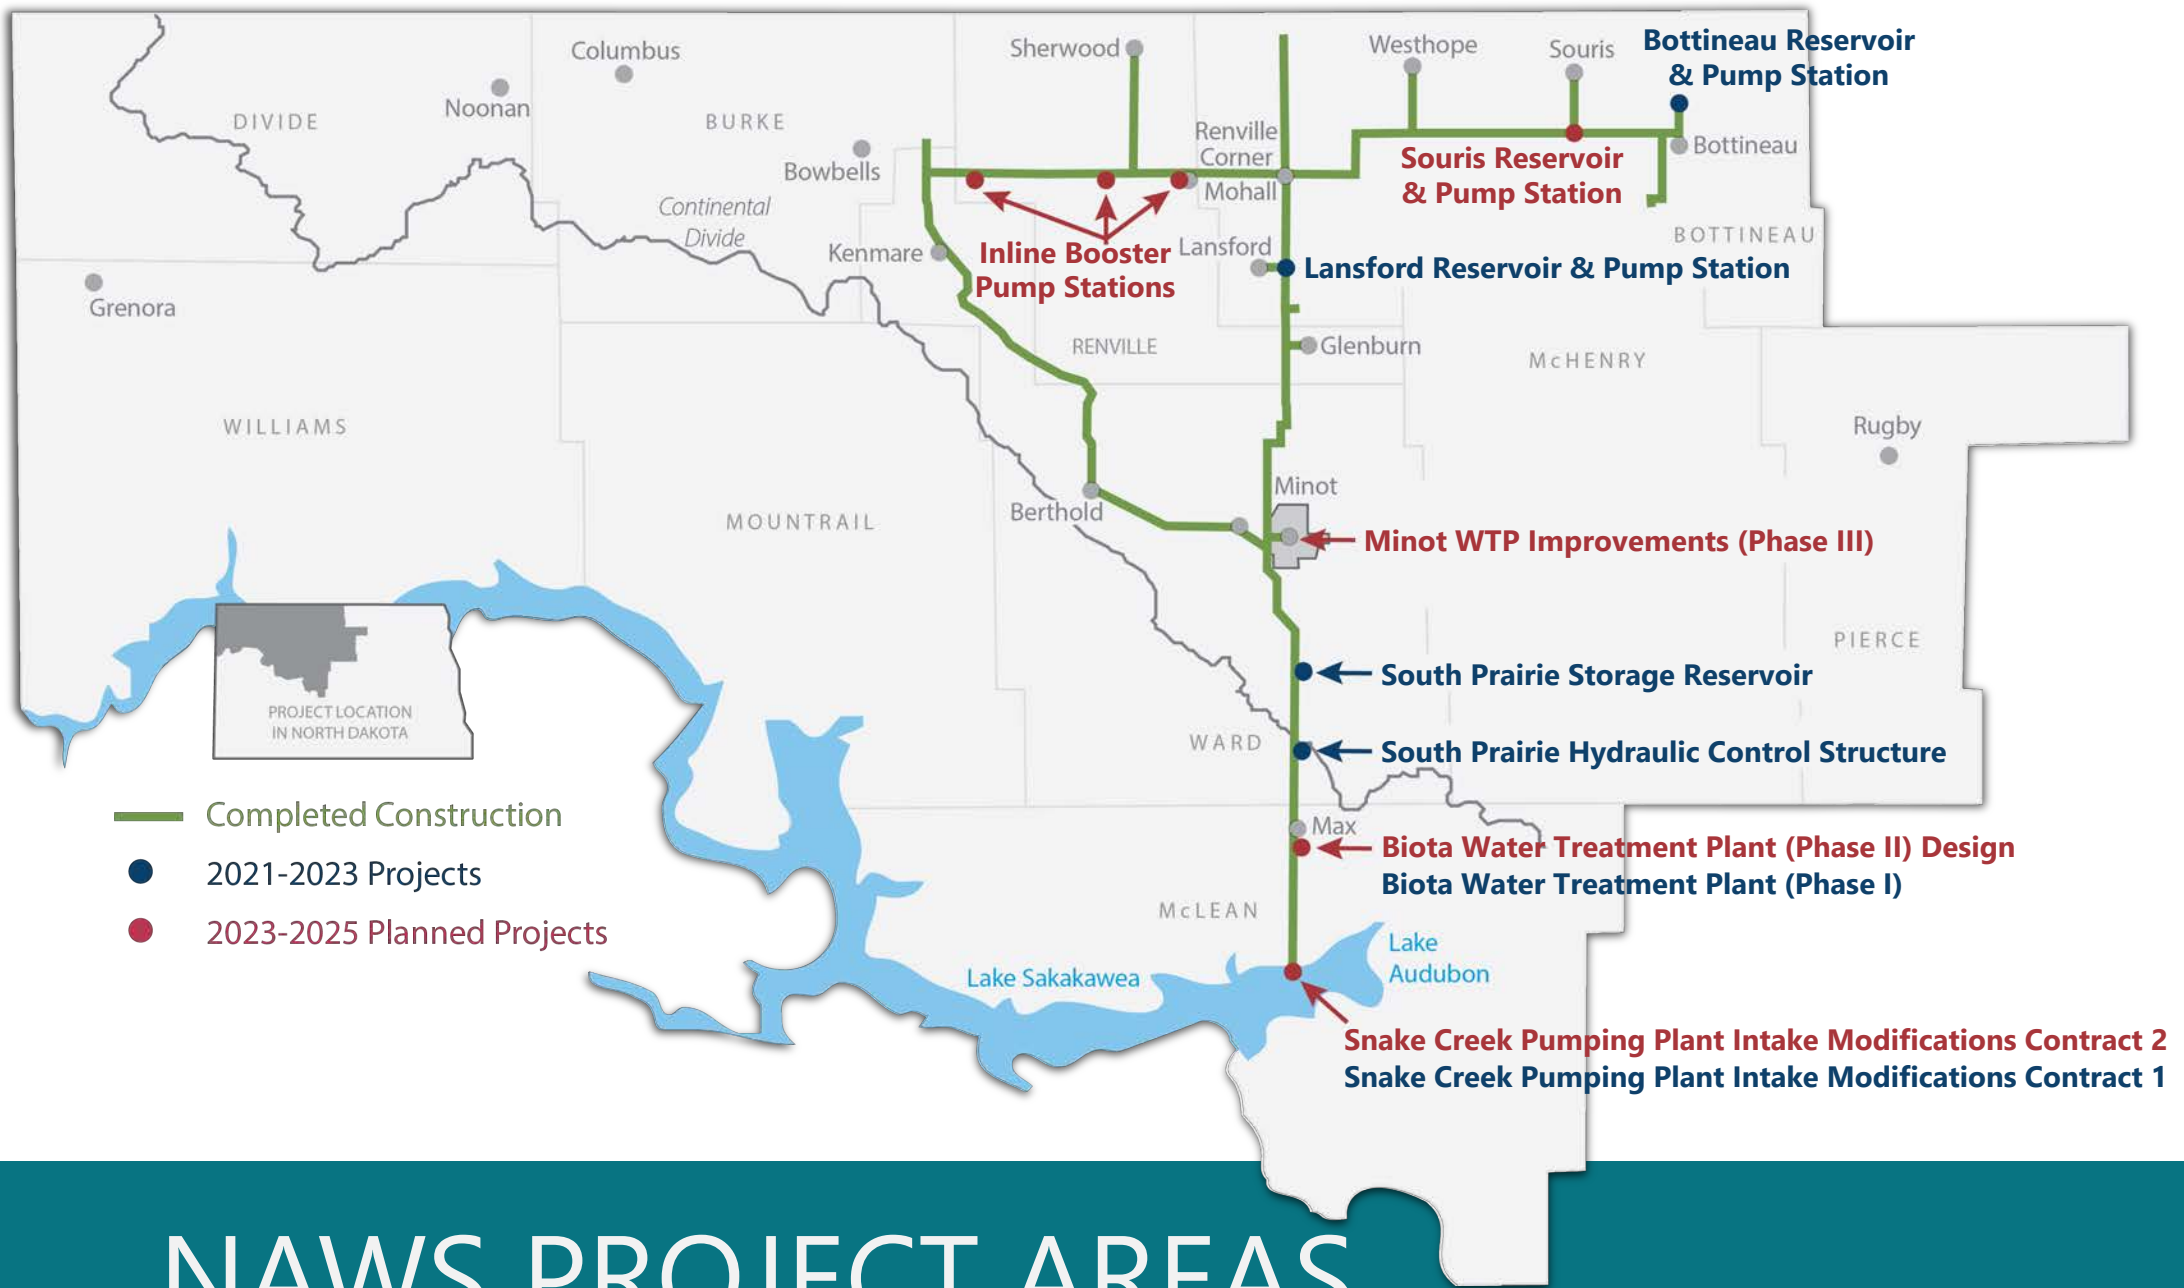 Columbus
Noonan
DIVIDE
BURKE
Bowbells
Sherwood
Renville
Corner
Mohall
Westhope
Souris
Bottineau Reservoir
& Pump Station
Bottineau
Souris Reservoir
& Pump Station
BOTTINEAU
Continental
Divide
Kenmare
Inline Booster
Pump Stations
Lansford
Lansford Reservoir & Pump Station
Grenora
RENVILLE
Glenburn
McHENRY
WILLIAMS
Rugby
MOUNTRAIL
Berthold
Minot
Minot WTP Improvements (Phase III)
PIERCE
South Prairie Storage Reservoir
PROJECT LOCATION
IN NORTH DAKOTA
WARD
South Prairie Hydraulic Control Structure
Completed Construction
2021-2023 Projects
2023-2025 Planned Projects
Max
Biota Water Treatment Plant (Phase II) Design
Biota Water Treatment Plant (Phase I)
McLEAN
Lake Sakakawea
Lake
Audubon
Snake Creek Pumping Plant Intake Modifications Contract 2
Snake Creek Pumping Plant Intake Modifications Contract 1
NAWS PROJECT AREAS